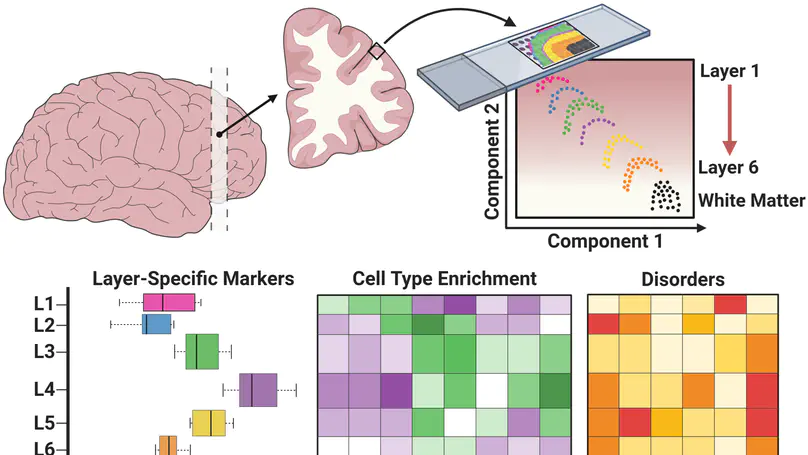 Layer 1
Layer 6
White Matter
Component 2
Component 1
Layer-Specific Markers
Cell Type Enrichment
Disorders
L1
L2
L3
L4
L5
L6